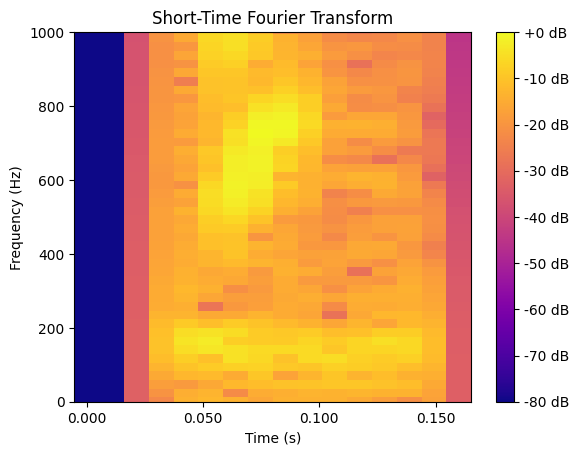 Short-Time Fourier Transform
Frequency (Hz)
1000
800
600
400
200
0
0.000
0.050
0.100
0.150
Time (s)
+0 dB
-10 dB
-20 dB
-30 dB
-40 dB
-50 dB
-60 dB
-70 dB
-80 dB